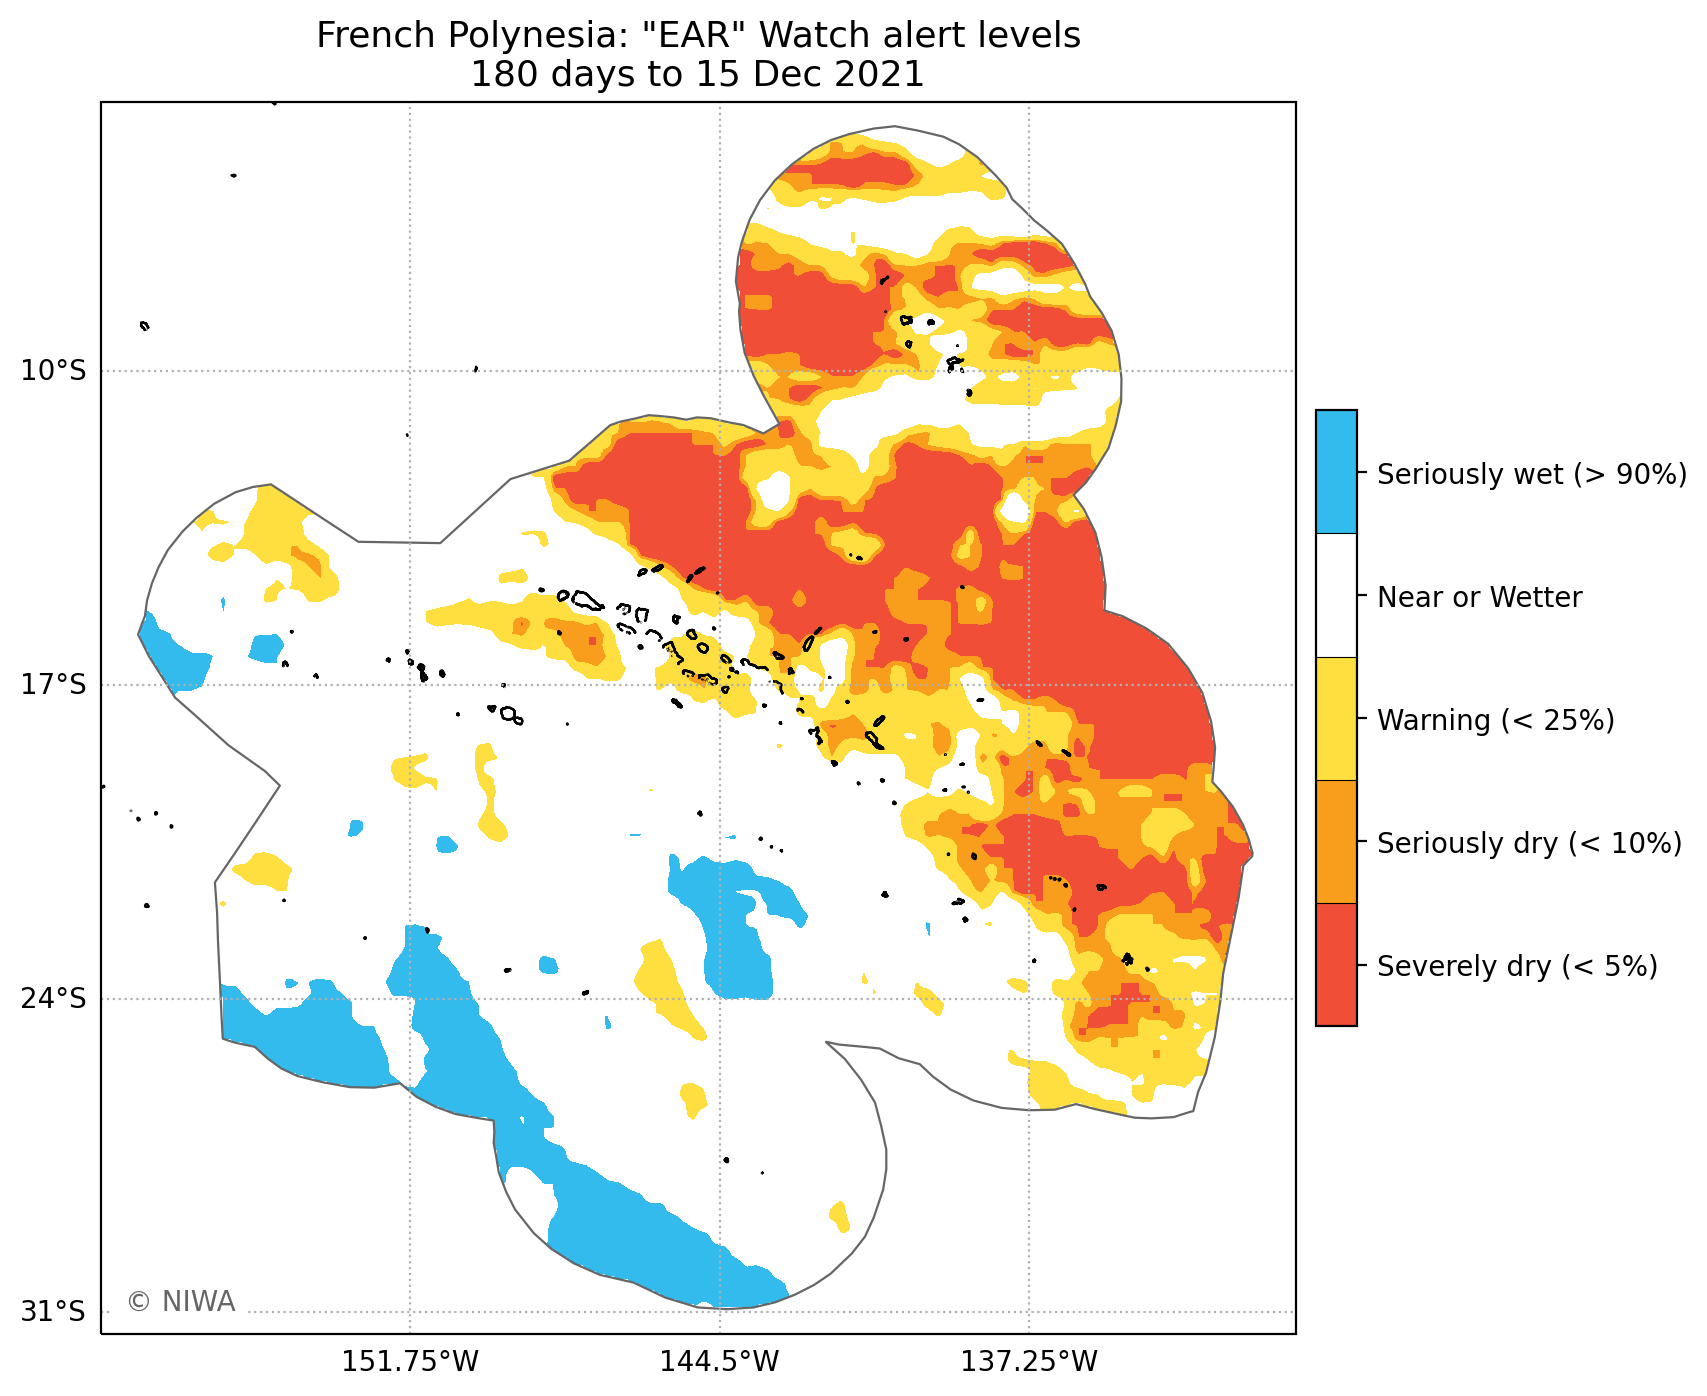 French Polynesia: "EAR" Watch alert levels
180 days to 15 Dec 2021
10°S
17°S
24°S
31°S
151.75°W
144.5°W
137.25°W
Seriously wet (> 90%)
Near or Wetter
Warning (< 25%)
Seriously dry (< 10%)
Severely dry (< 5%)
© NIWA